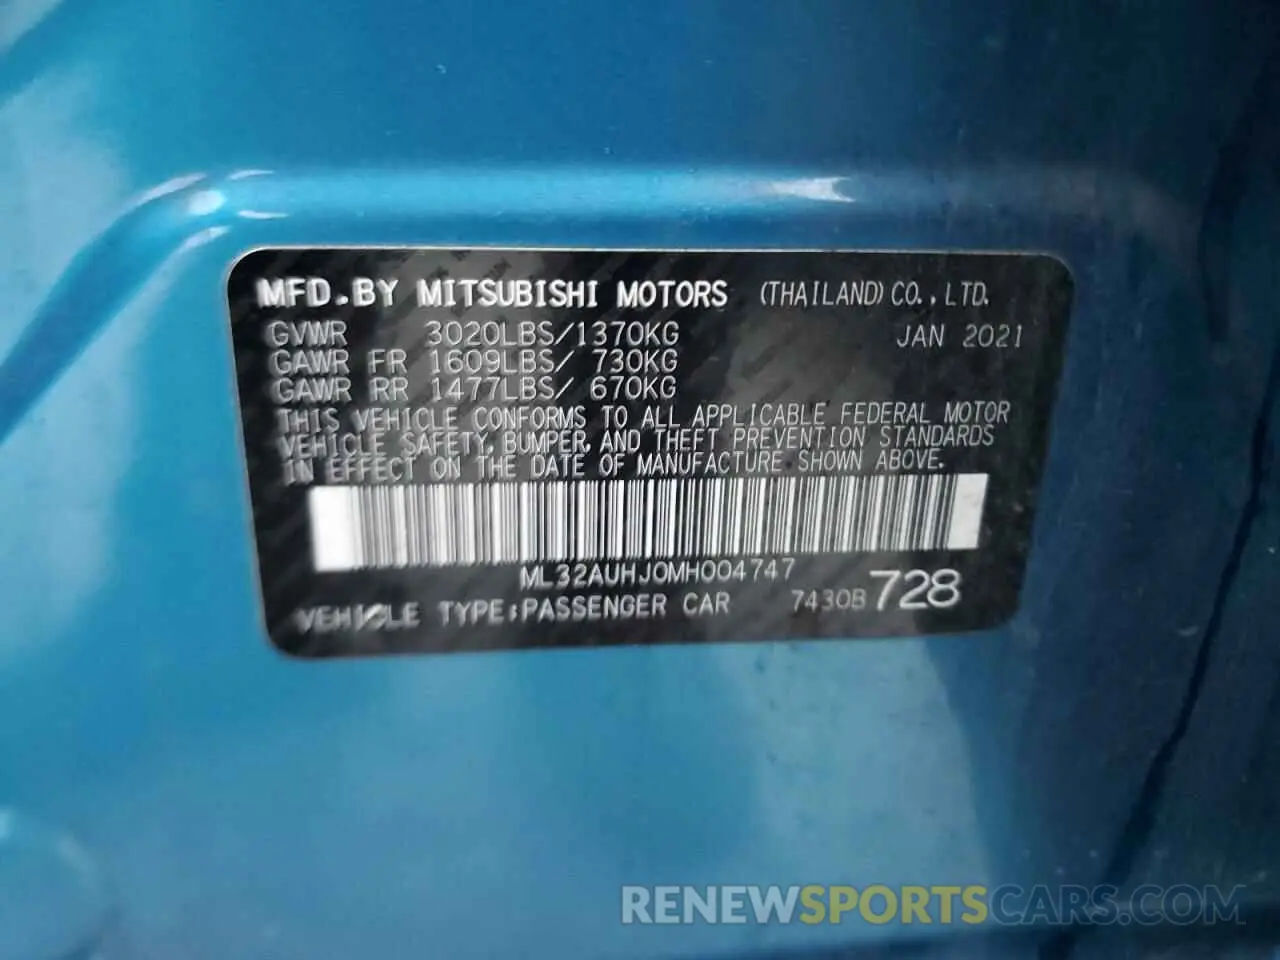 MFD.BY MITSUBISHI MOTORS (THAILAND) CO., LTD.
GVWR 3020LBS/1370KG JAN 2021
GAWR FR 1609LBS/ 730KG
GAWR RR 1477LBS/ 670KG
THIS VEHICLE CONFORMS TO ALL APPLICABLE FEDERAL MOTOR
VEHICLE SAFETY, BUMPER, AND THEFT PREVENTION STANDARDS
IN EFFECT ON THE DATE OF MANUFACTURE SHOWN ABOVE.
ML32AUHJ0MH004747
VEHICLE TYPE:PASSENGER CAR 7430B 728
RENEWSPORTSCARS.COM